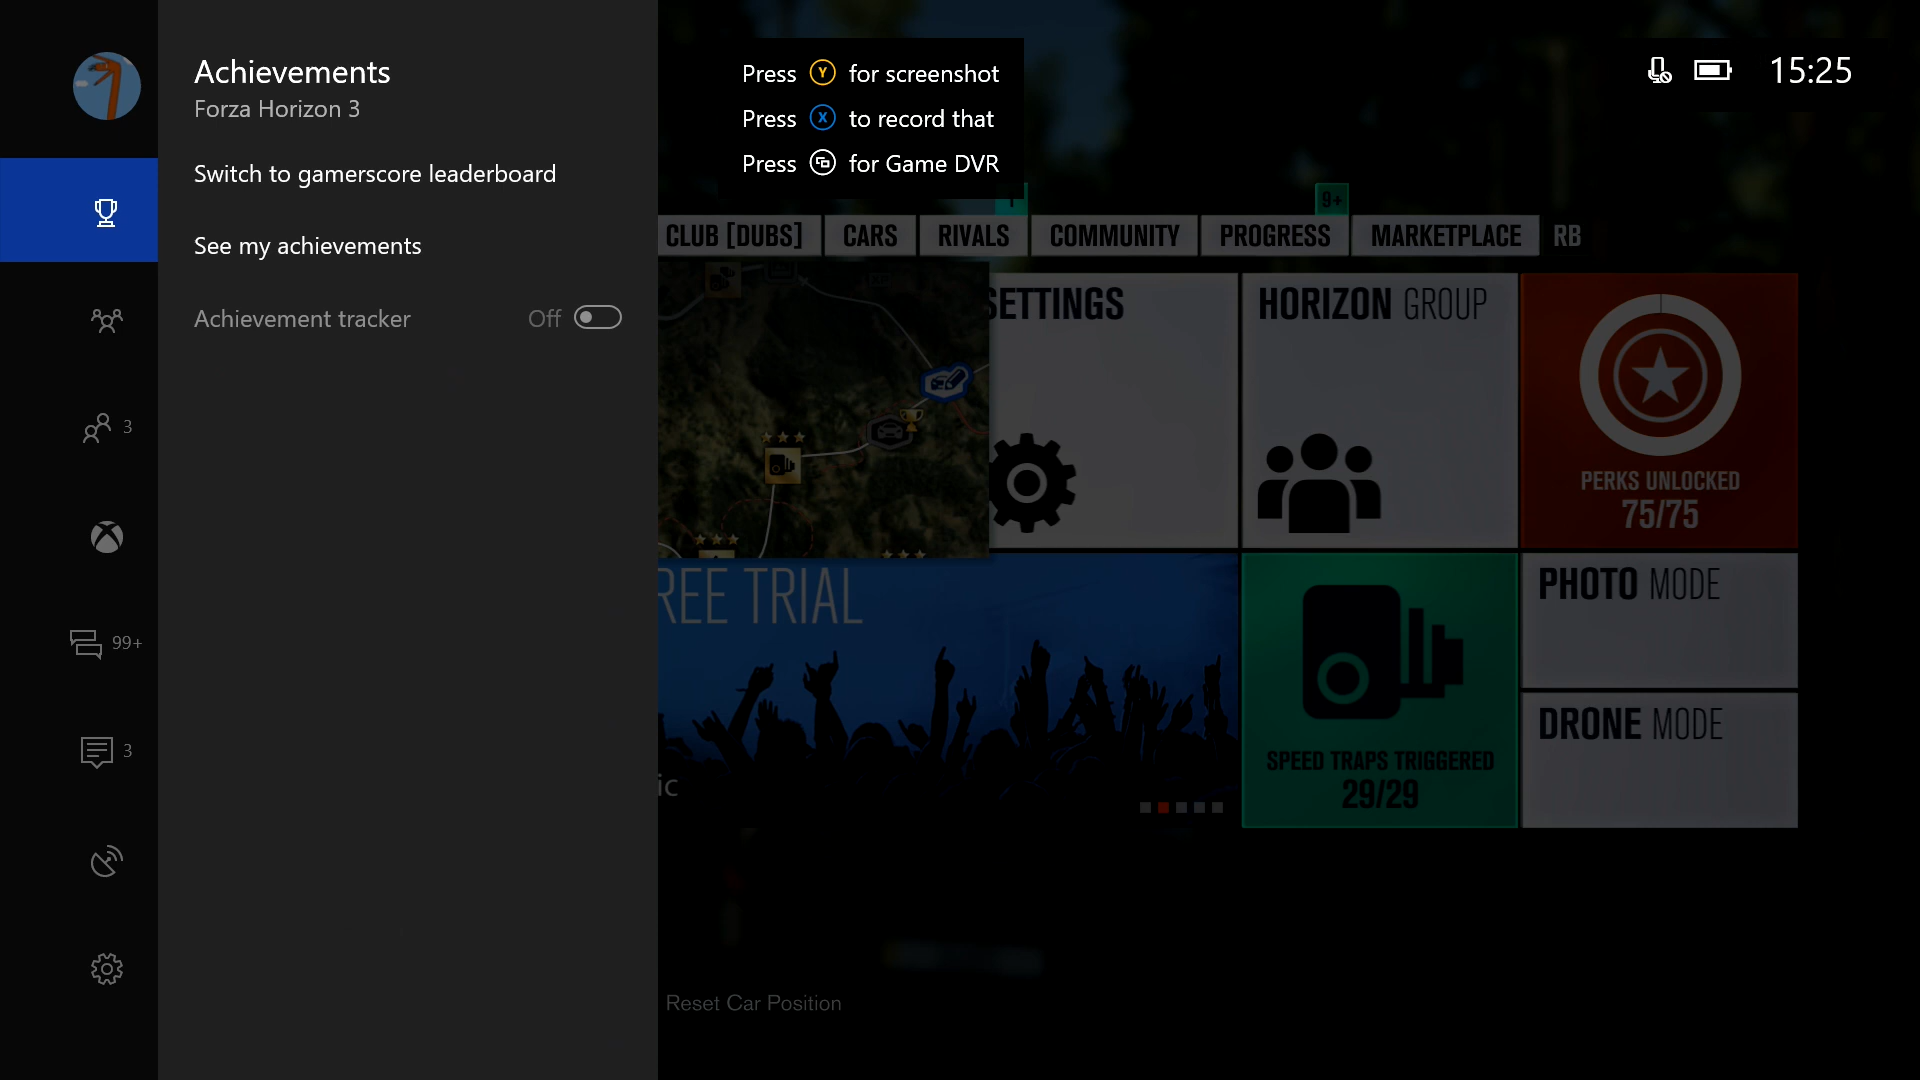 Achievements
Forza Horizon 3
Switch to gamerscore leaderboard
See my achievements
Achievement tracker Off
3
99+
3
Press Y for screenshot
Press X to record that
Press for Game DVR
15:25
9+
CLUB [DUBS] CARS RIVALS COMMUNITY PROGRESS MARKETPLACE RB
SETTINGS
HORIZON GROUP
PERKS UNLOCKED
75/75
REE TRIAL
ic
SPEED TRAPS TRIGGERED
29/29
PHOTO MODE
DRONE MODE
Reset Car Position